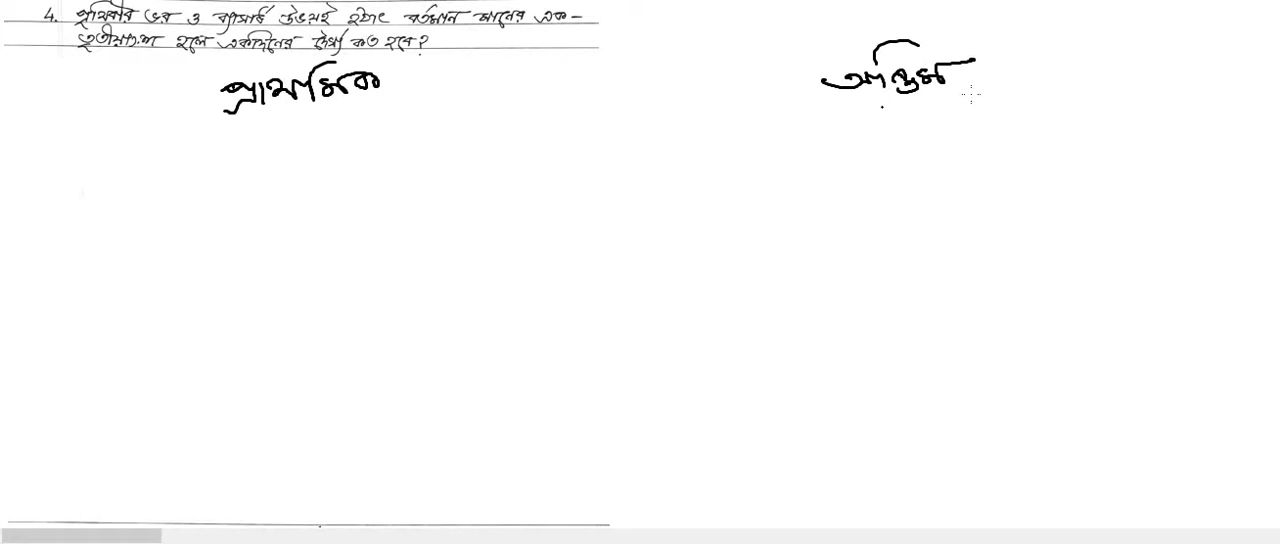 4. পৃথিবীর ভর ও ব্যাসার্ধ উভয়ই হঠাৎ বর্তমান মানের এক-
তৃতীয়াংশ হলে একদিনের দৈর্ঘ্য কত হবে?
প্রাথমিক অন্তিম